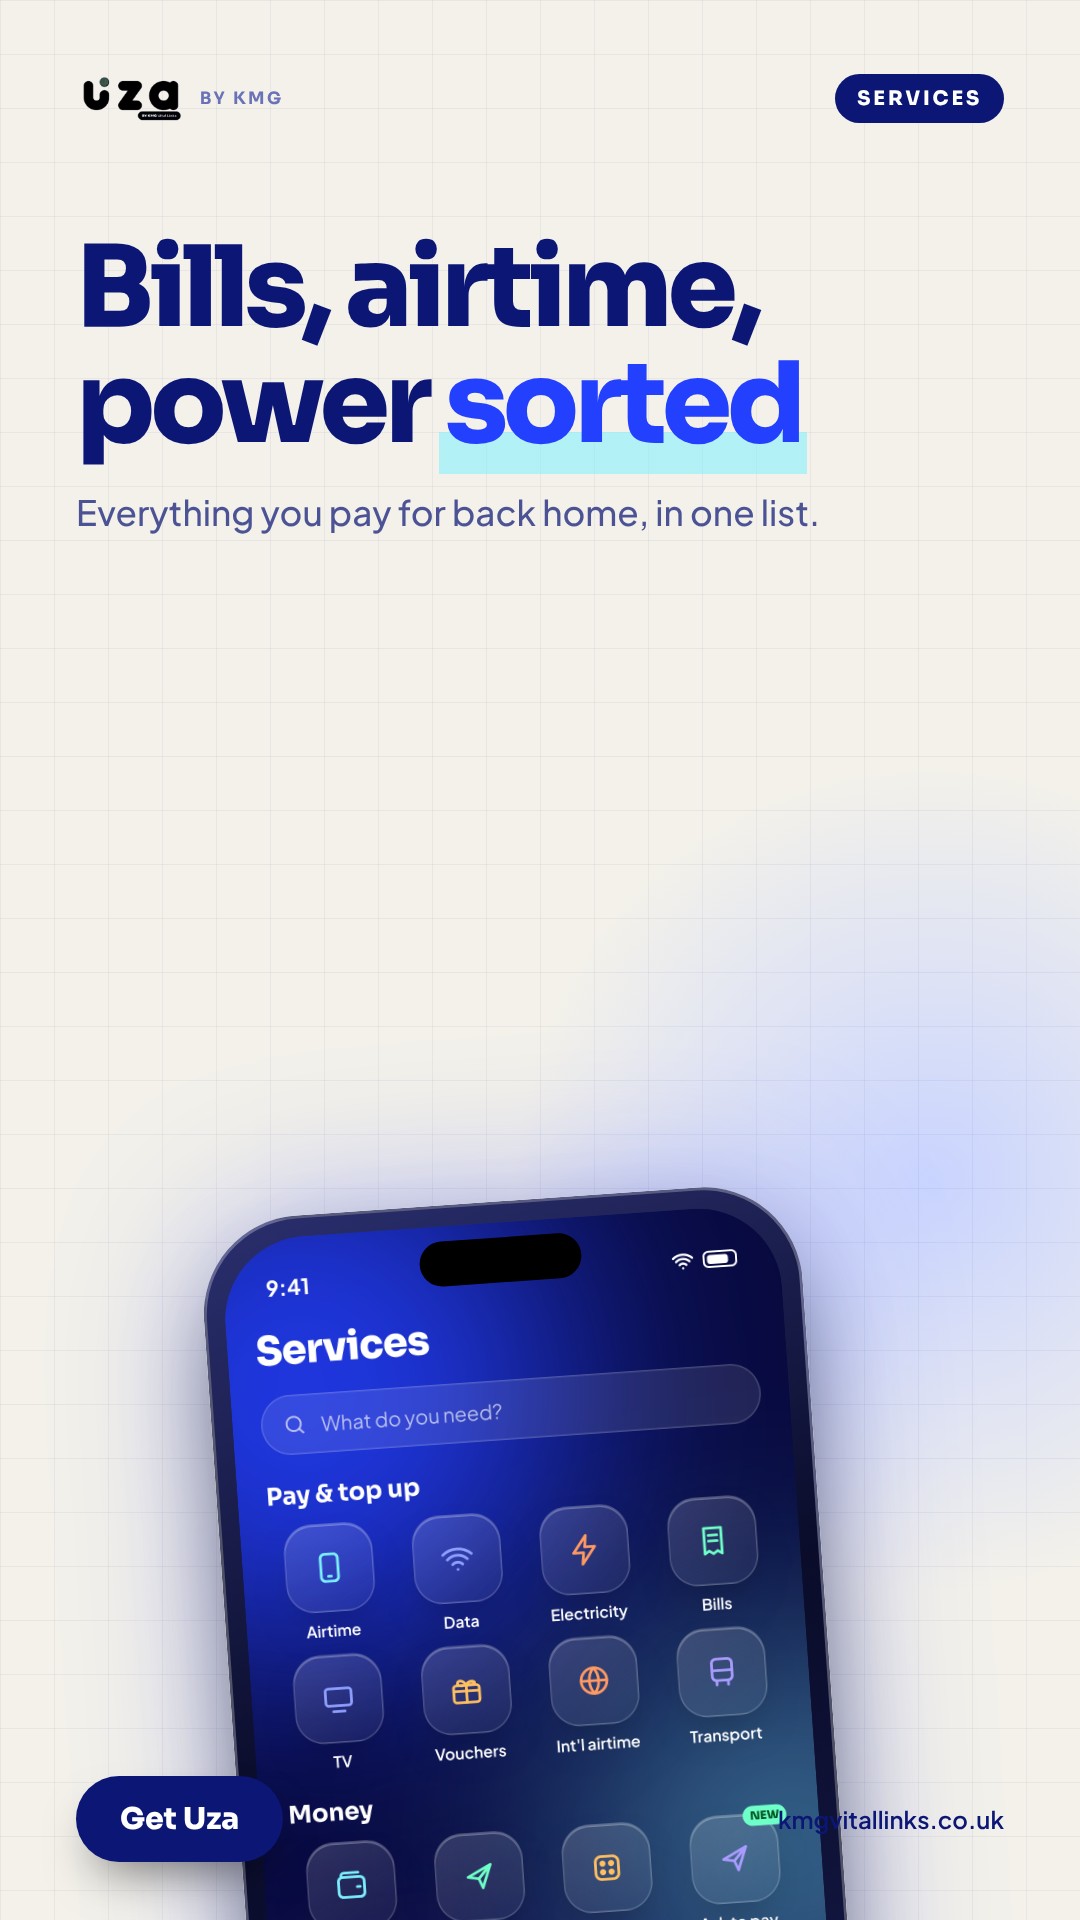 uza
BY KMG
SERVICES
Bills, airtime,
power sorted
Everything you pay for back home, in one list.
9:41
Services
What do you need?
Pay & top up
Airtime
Data
Electricity
Bills
TV
Vouchers
Int'l airtime
Transport
Get Uza
Money
NEW
kmgvitallinks.co.uk